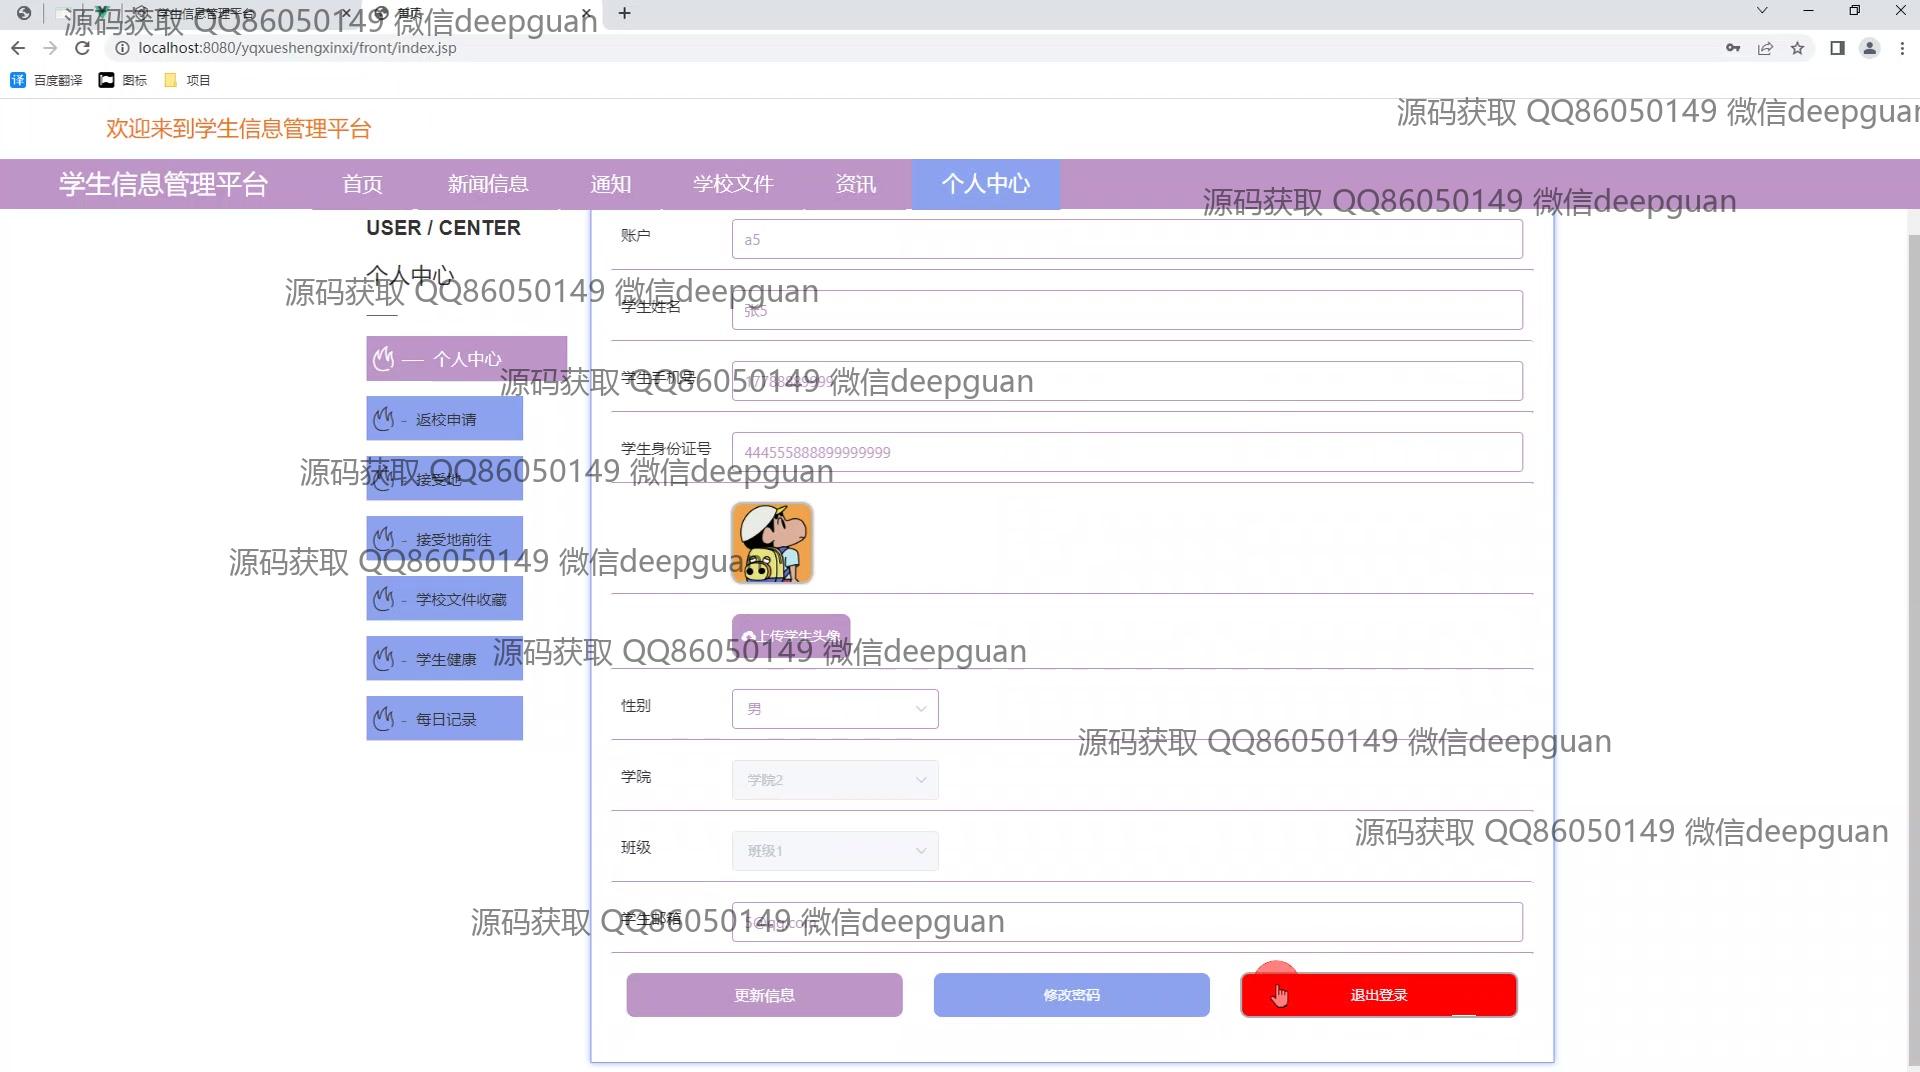 学生信息管理平台
首页
源码获取 QQ86050149 微信deepguan
localhost:8080/yqxueshengxinxi/front/index.jsp
译 百度翻译 图标 项目
源码获取 QQ86050149 微信deepguan
欢迎来到学生信息管理平台
学生信息管理平台 首页 新闻信息 通知 学校文件 资讯 个人中心
源码获取 QQ86050149 微信deepguan
USER / CENTER
账户 a5
个人中心
源码获取 QQ86050149 微信deepguan
学生姓名 张5
个人中心
学生手机号
源码获取 QQ86050149 微信deepguan
- 返校申请
学生身份证号 444555888899999999
源码获取 QQ86050149 微信deepguan
- 接受地
- 接受地前往
源码获取 QQ86050149 微信deepguan
- 学校文件收藏
上传学生头像
源码获取 QQ86050149 微信deepguan
- 学生健康
性别 男
- 每日记录
源码获取 QQ86050149 微信deepguan
学院 学院2
源码获取 QQ86050149 微信deepguan
班级 班级1
学生邮箱 5@qq.com
源码获取 QQ86050149 微信deepguan
更新信息 修改密码 退出登录